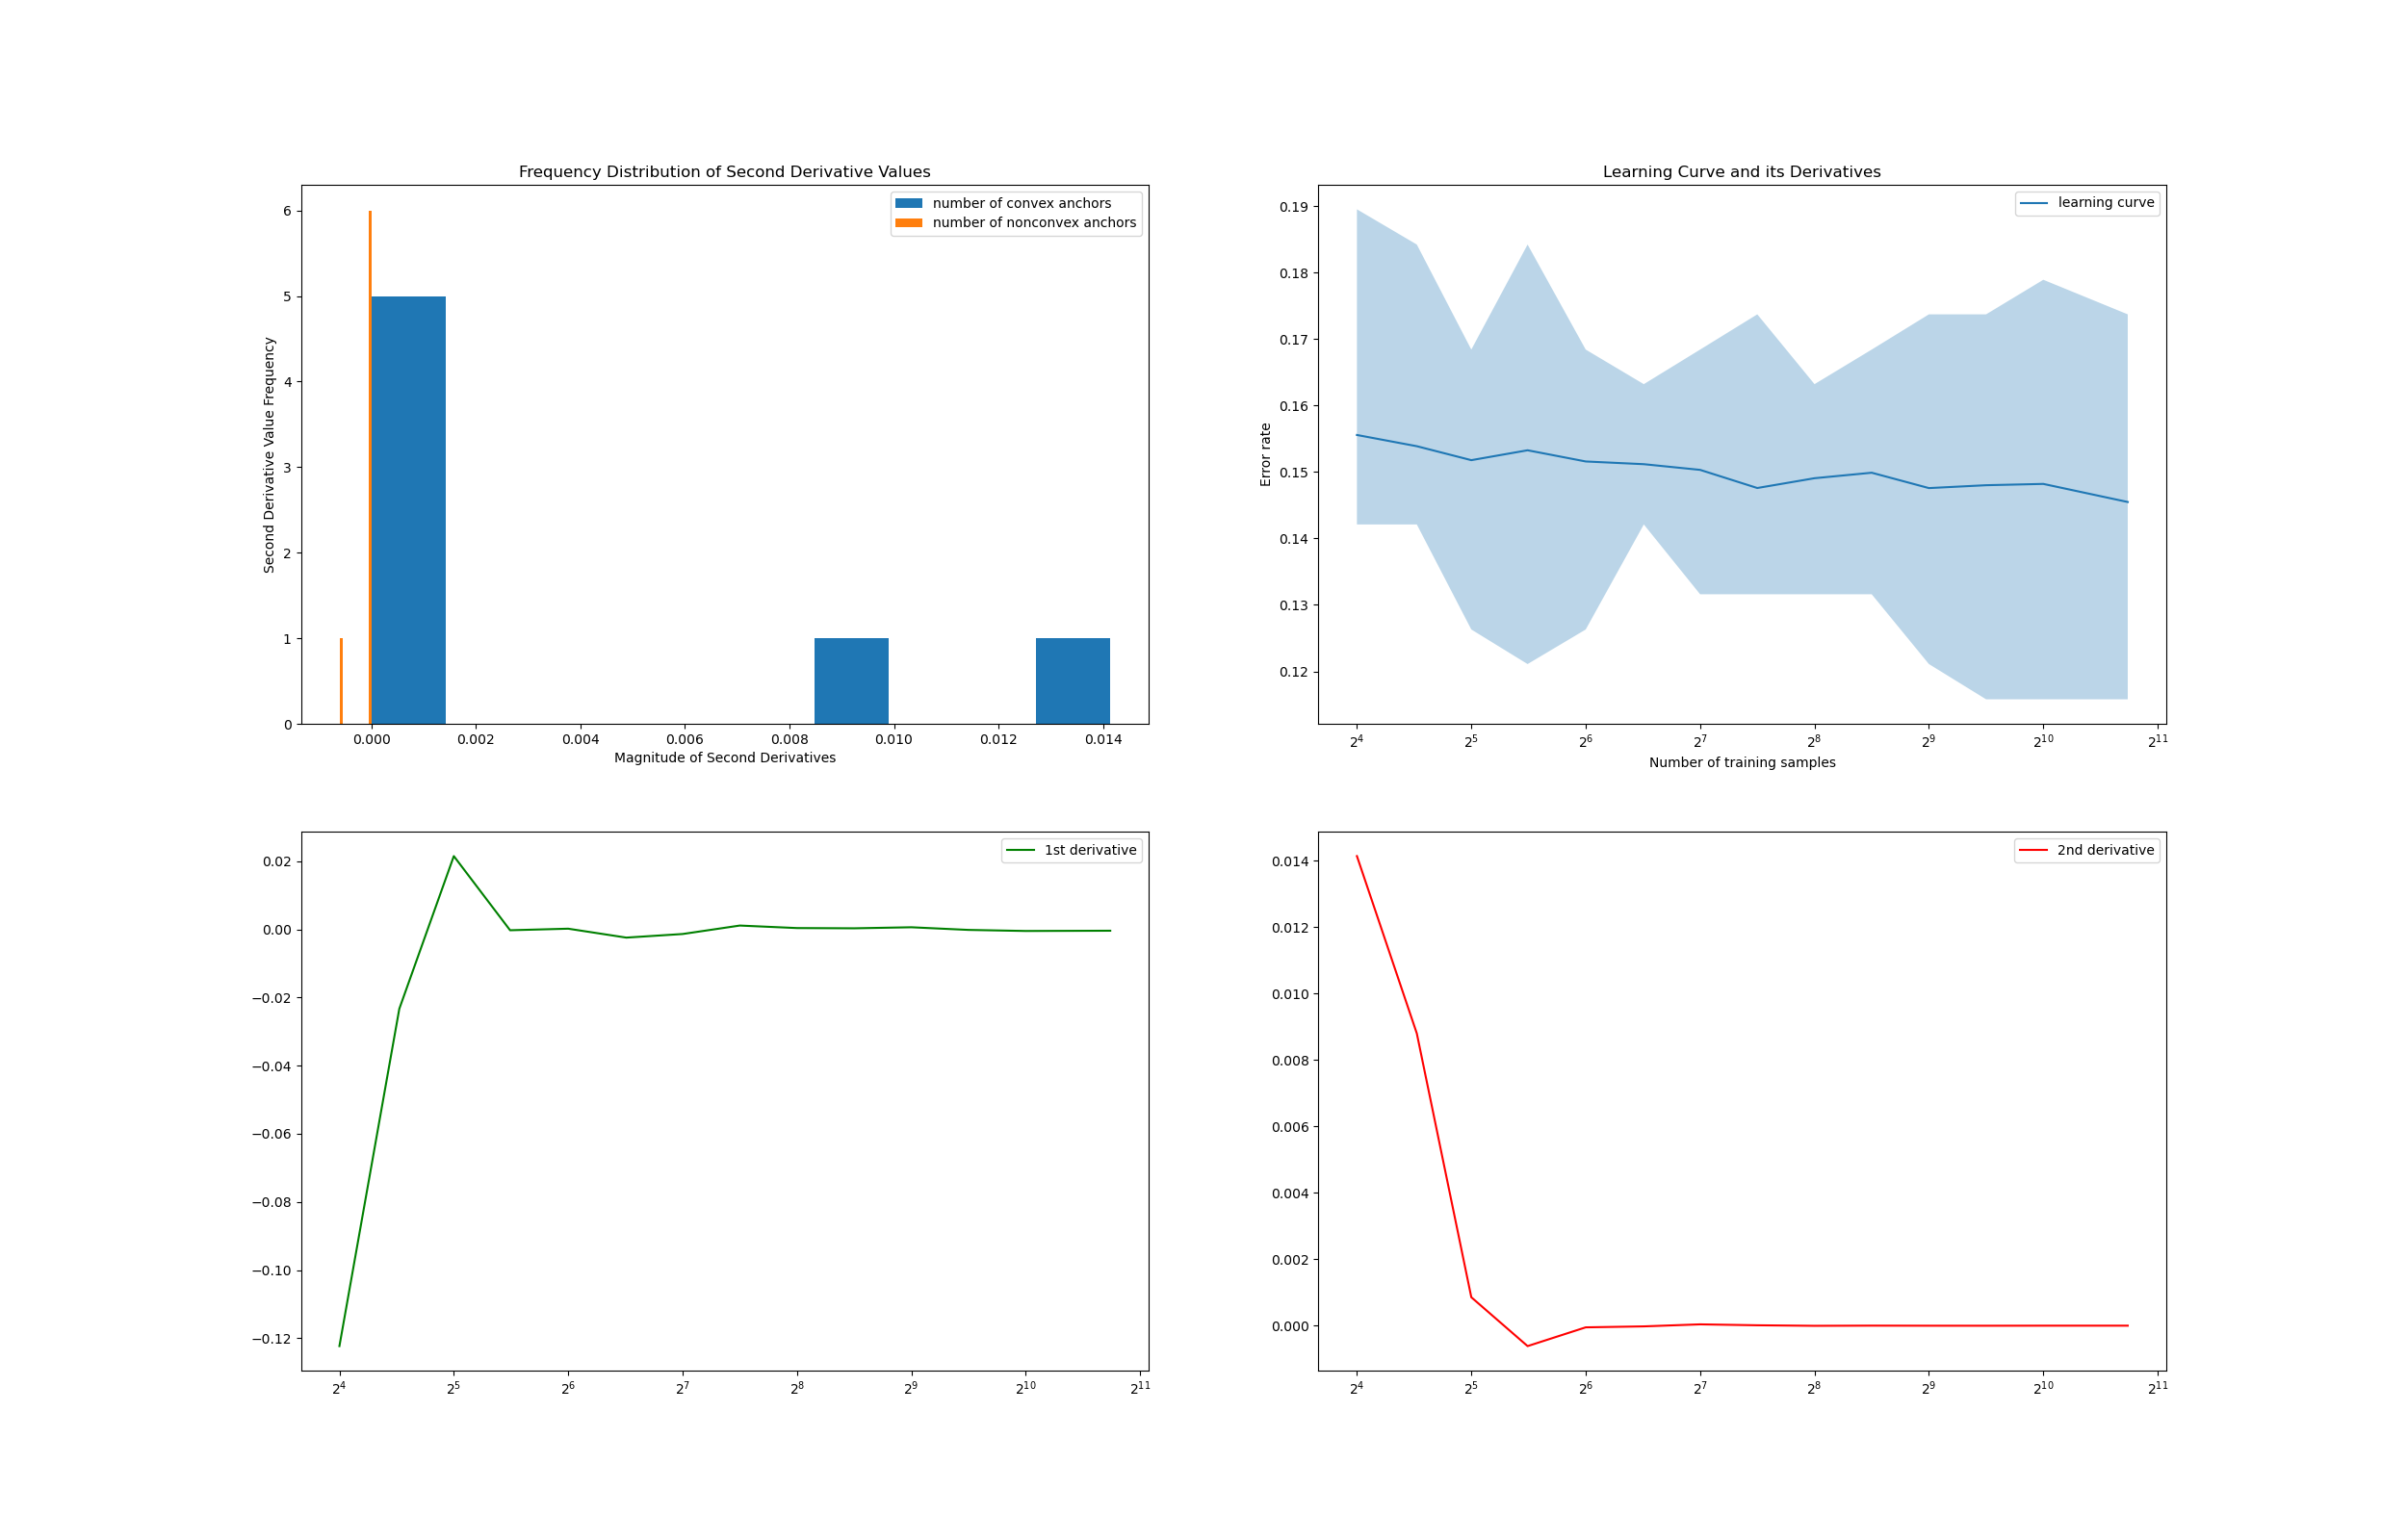 Frequency Distribution of Second Derivative Values
number of convex anchors
number of nonconvex anchors
6
5
4
3
2
1
0
Second Derivative Value Frequency
0.000 0.002 0.004 0.006 0.008 0.010 0.012 0.014
Magnitude of Second Derivatives
Learning Curve and its Derivatives
learning curve
0.19
0.18
0.17
0.16
0.15
0.14
0.13
0.12
Error rate
2^4 2^5 2^6 2^7 2^8 2^9 2^10 2^11
Number of training samples
1st derivative
0.02
0.00
−0.02
−0.04
−0.06
−0.08
−0.10
−0.12
2^4 2^5 2^6 2^7 2^8 2^9 2^10 2^11
2nd derivative
0.014
0.012
0.010
0.008
0.006
0.004
0.002
0.000
2^4 2^5 2^6 2^7 2^8 2^9 2^10 2^11